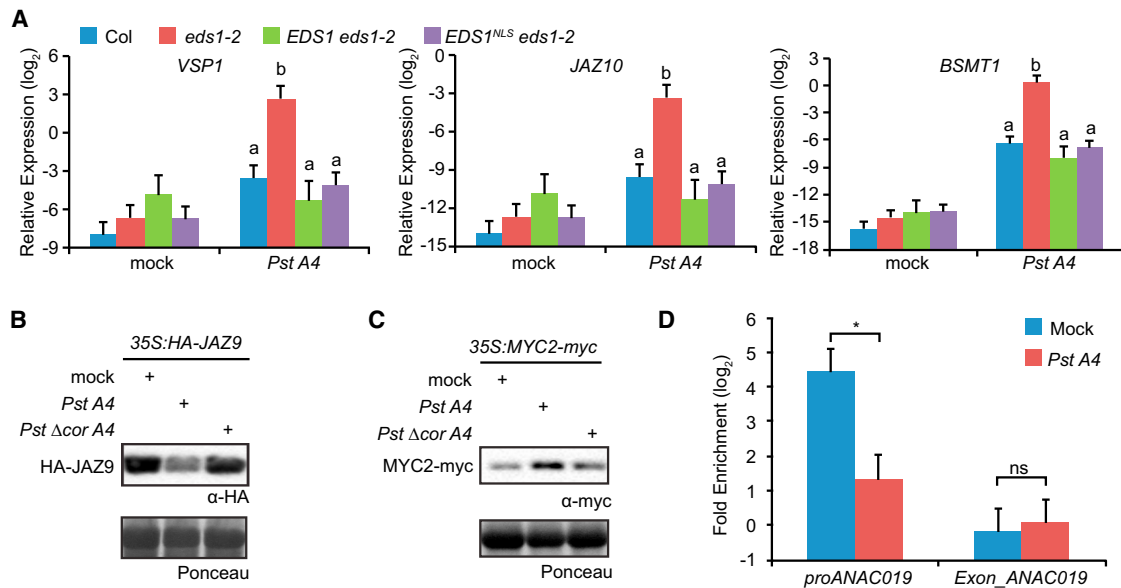 A
Col eds1-2 EDS1 eds1-2 EDS1^NLS eds1-2
Relative Expression (log2)
VSP1
6
3
0
-3
-6
-9
b
a
a
a
mock
Pst A4
Relative Expression (log2)
JAZ10
0
-3
-6
-9
-12
-15
b
a
a
a
mock
Pst A4
Relative Expression (log2)
BSMT1
3
0
-3
-6
-9
-12
-15
-18
b
a
a
a
mock
Pst A4
B
35S:HA-JAZ9
mock +
Pst A4 +
Pst Δcor A4 +
HA-JAZ9
α-HA
Ponceau
C
35S:MYC2-myc
mock +
Pst A4 +
Pst Δcor A4 +
MYC2-myc
α-myc
Ponceau
D
Mock
Pst A4
Fold Enrichment (log2)
6
5
4
3
2
1
0
-1
*
ns
proANAC019
Exon_ANAC019